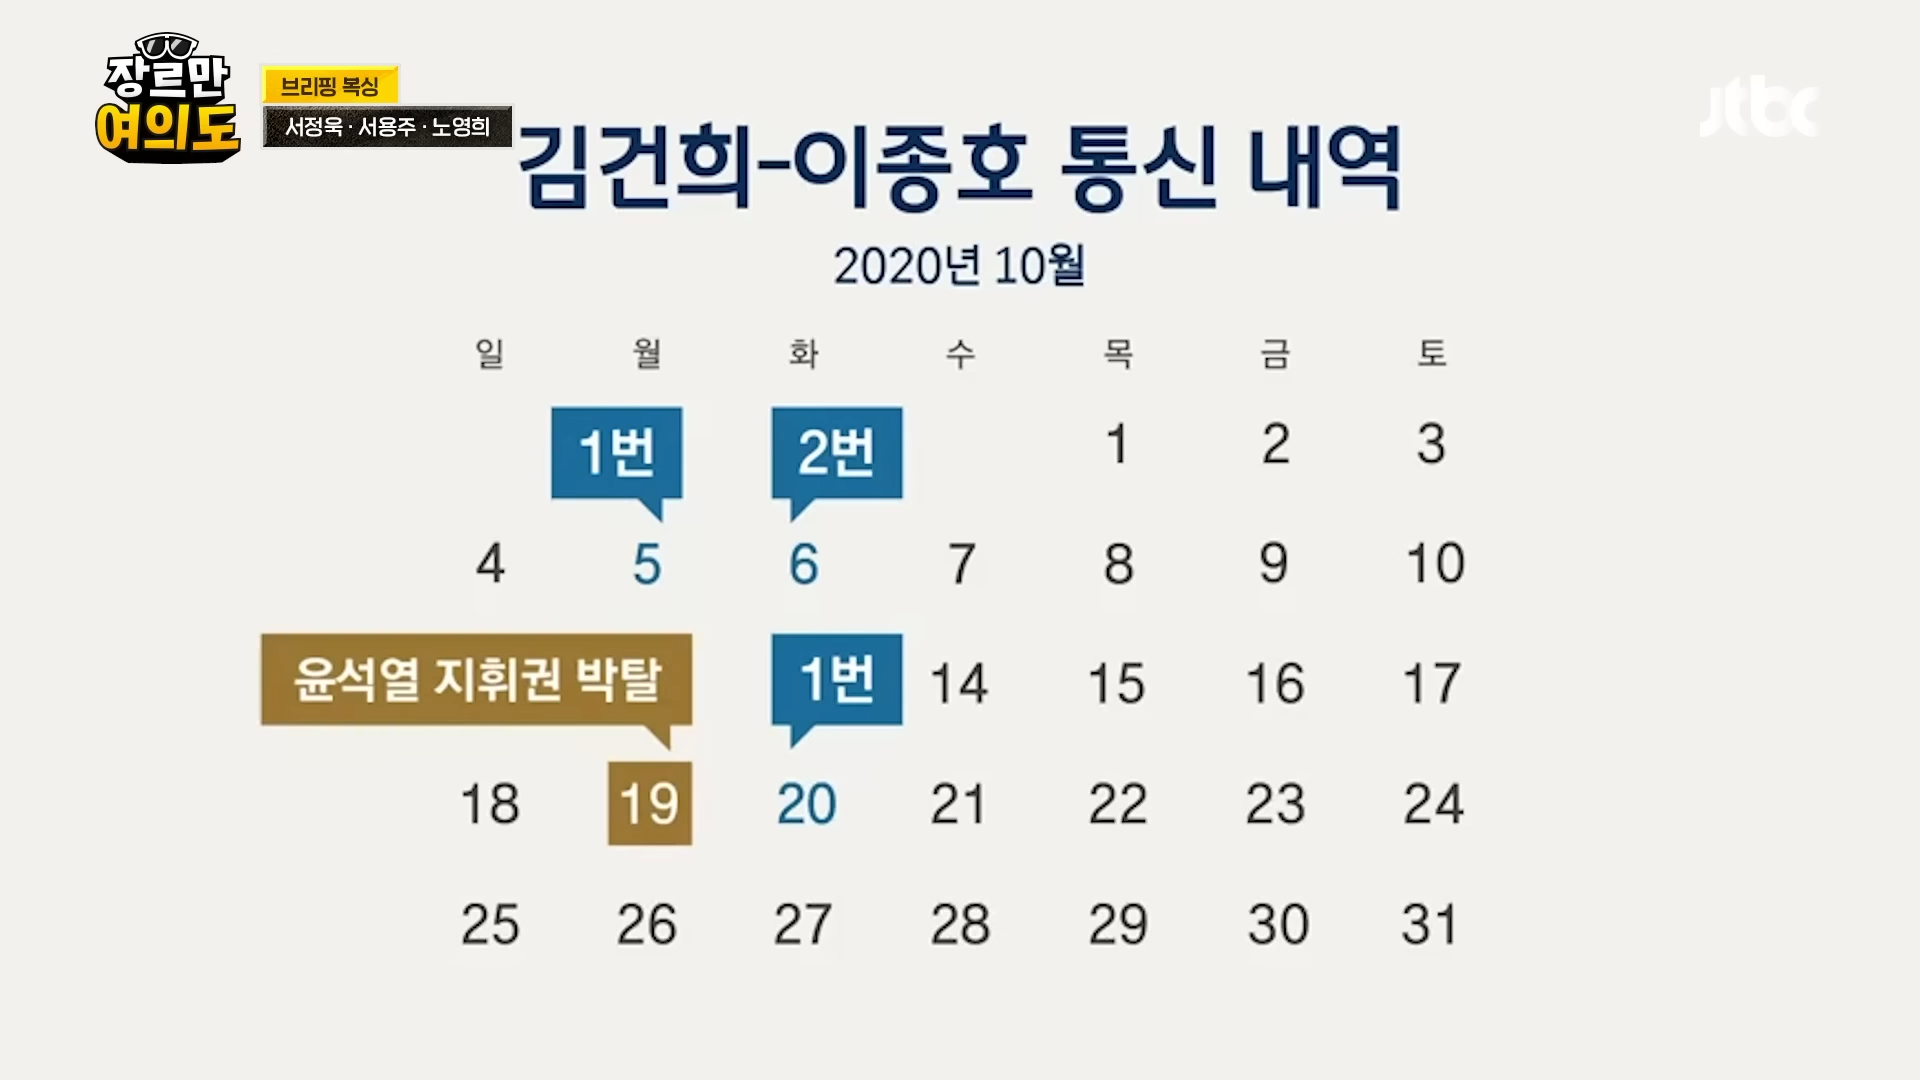 장르만
여의도
브리핑 복싱
서정욱 · 서용주 · 노영희
jtbc
김건희-이종호 통신 내역
2020년 10월
일 월 화 수 목 금 토
1번 2번 1 2 3
4 5 6 7 8 9 10
윤석열 지휘권 박탈 1번 14 15 16 17
18 19 20 21 22 23 24
25 26 27 28 29 30 31